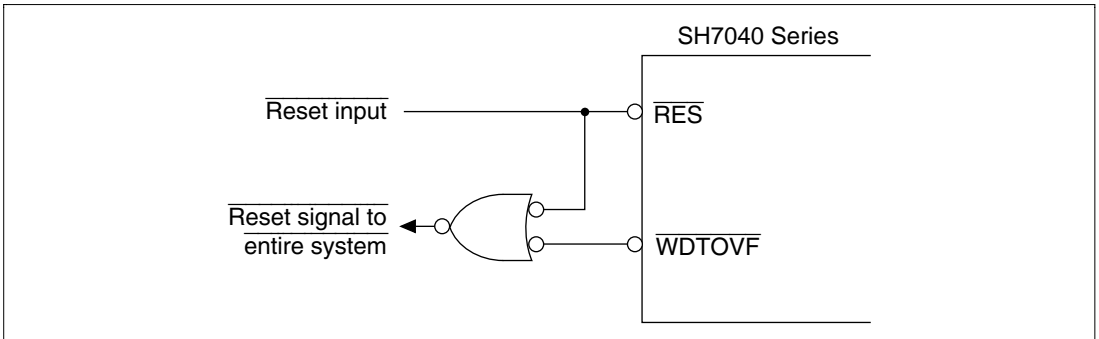 SH7040 Series
Reset input
RES
Reset signal to
entire system
WDTOVF